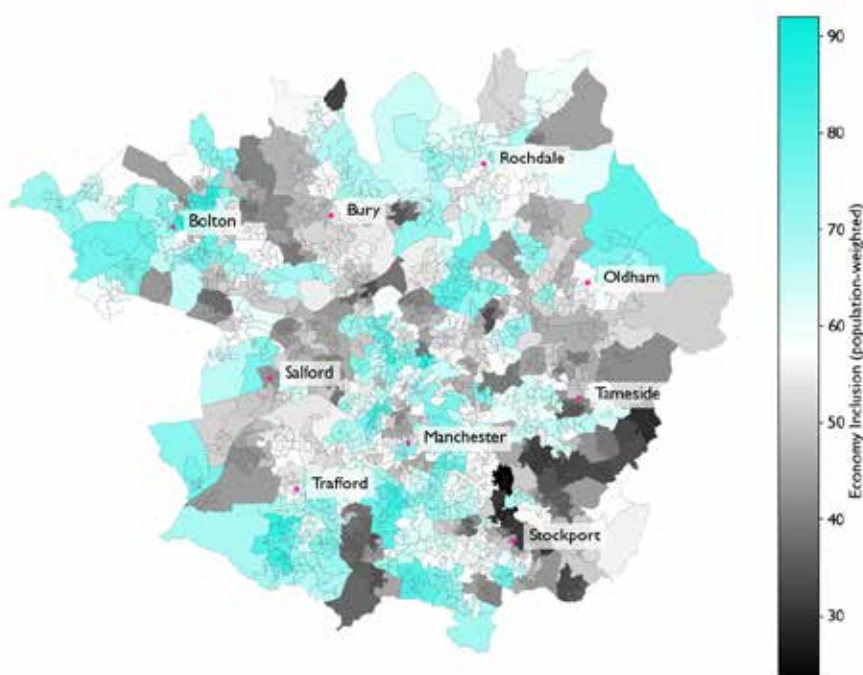 Rochdale
Bury
Bolton
Oldham
Salford
Tameside
Manchester
Trafford
Stockport
90
80
70
60
50
40
30
Economy Inclusion (population-weighted)